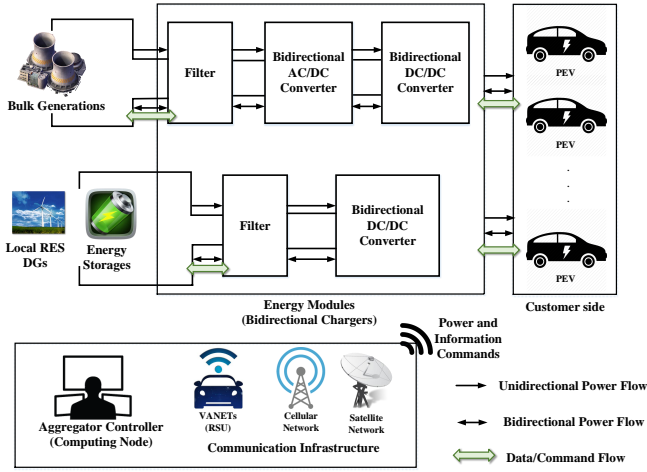 Bulk Generations
Filter
Bidirectional
AC/DC
Converter
Bidirectional
DC/DC
Converter
PEV
PEV
Local RES
DGs
Energy
Storages
Filter
Bidirectional
DC/DC
Converter
PEV
Energy Modules
(Bidirectional Chargers)
Customer side
Power and
Information
Commands
Aggregator Controller
(Computing Node)
VANETs
(RSU)
Cellular
Network
Satellite
Network
Communication Infrastructure
Unidirectional Power Flow
Bidirectional Power Flow
Data/Command Flow